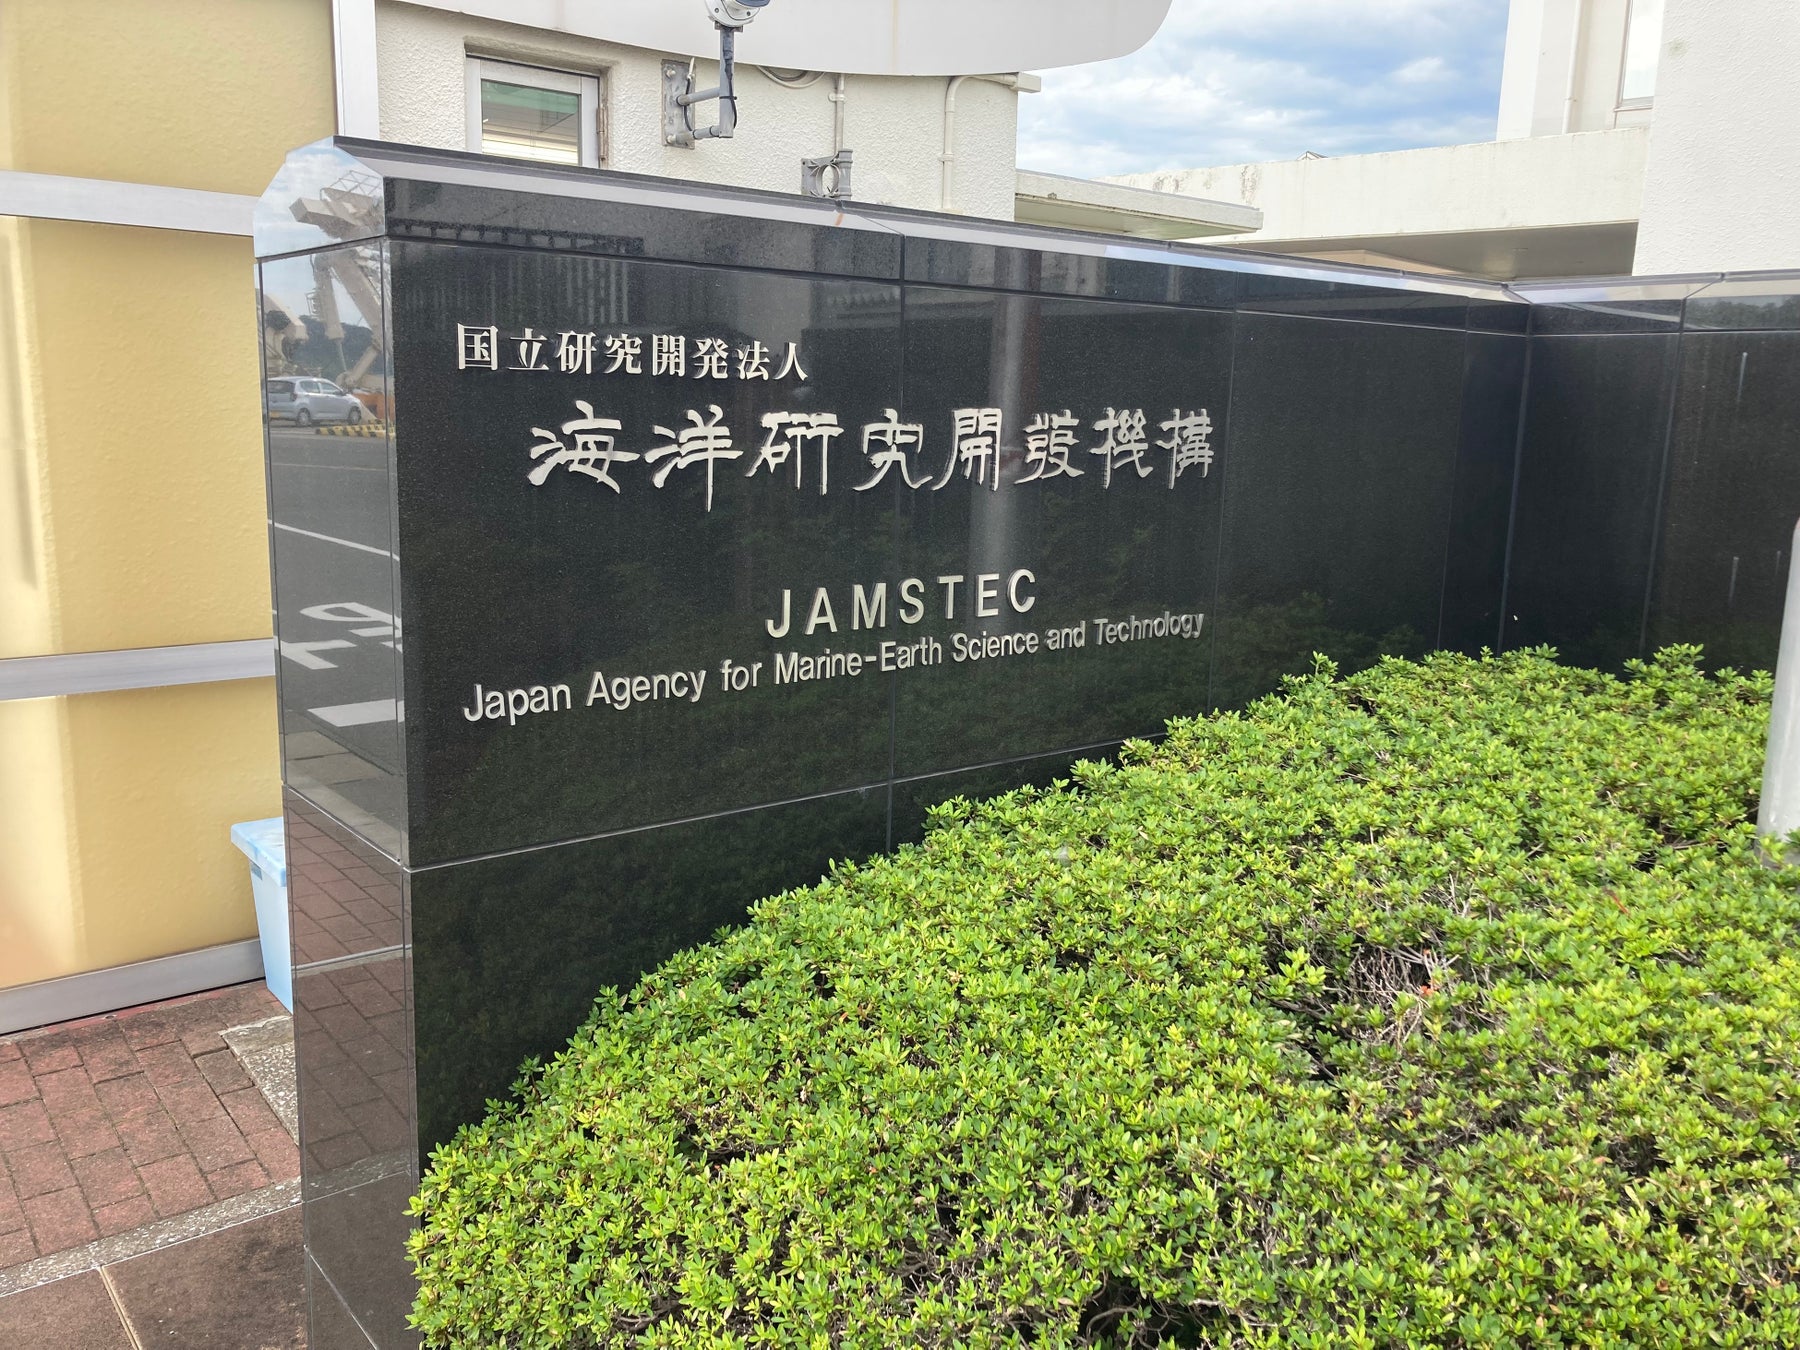 国立研究開発法人
海洋研究開發機構
JAMSTEC
Japan Agency for Marine-Earth Science and Technology